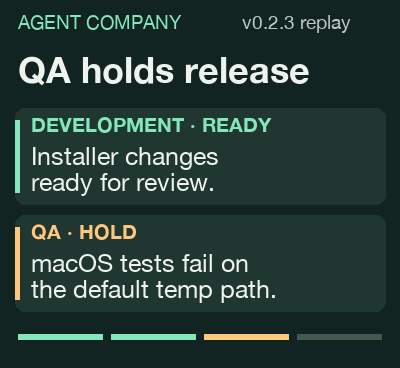 AGENT COMPANY
v0.2.3 replay
QA holds release
DEVELOPMENT · READY
Installer changes
ready for review.
QA · HOLD
macOS tests fail on
the default temp path.